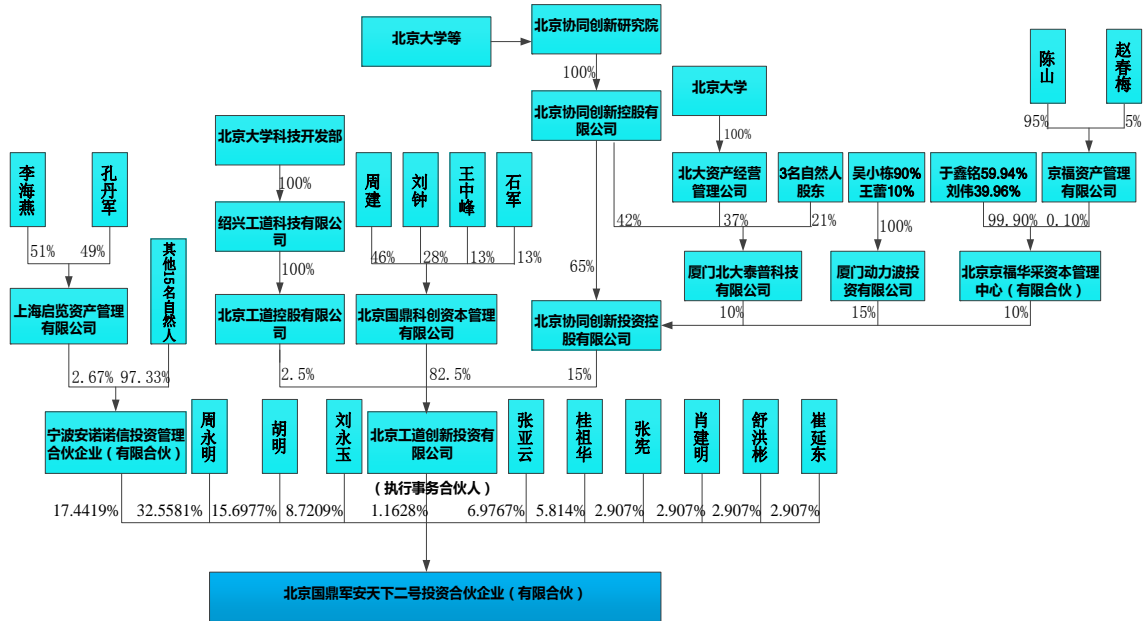 北京大学等
北京协同创新研究院
陈山
赵春梅
100%
北京大学
95%
5%
北京协同创新控股有
限公司
北京大学科技开发部
100%
李海燕
孔丹军
周建
刘钟
王中峰
石军
北大资产经营
管理公司
3名自然人
股东
吴小栋90%
王蕾10%
于鑫铭59.94%
刘伟39.96%
京福资产管理
有限公司
100%
绍兴工道科技有限公
司
42%
37%
21%
100%
99.90%
0.10%
51%
49%
其他15名自然人
46%
28%
13%
13%
65%
100%
厦门北大泰普科技
有限公司
厦门动力波投
资有限公司
北京京福华采资本管理
中心（有限合伙）
上海启览资产管理
有限公司
北京工道控股有限公
司
北京国鼎科创资本管理有
限公司
北京协同创新投资控
股有限公司
10%
15%
10%
2.67%
97.33%
2.5%
82.5%
15%
宁波安诺诺信投资管理
合伙企业（有限合伙）
周永明
胡明
刘永玉
北京工道创新投资有
限公司
张亚云
桂祖华
张宪
肖建明
舒洪彬
崔延东
（执行事务合伙人）
17.4419%
32.5581%
15.6977%
8.7209%
1.1628%
6.9767%
5.814%
2.907%
2.907%
2.907%
2.907%
北京国鼎军安天下二号投资合伙企业（有限合伙）